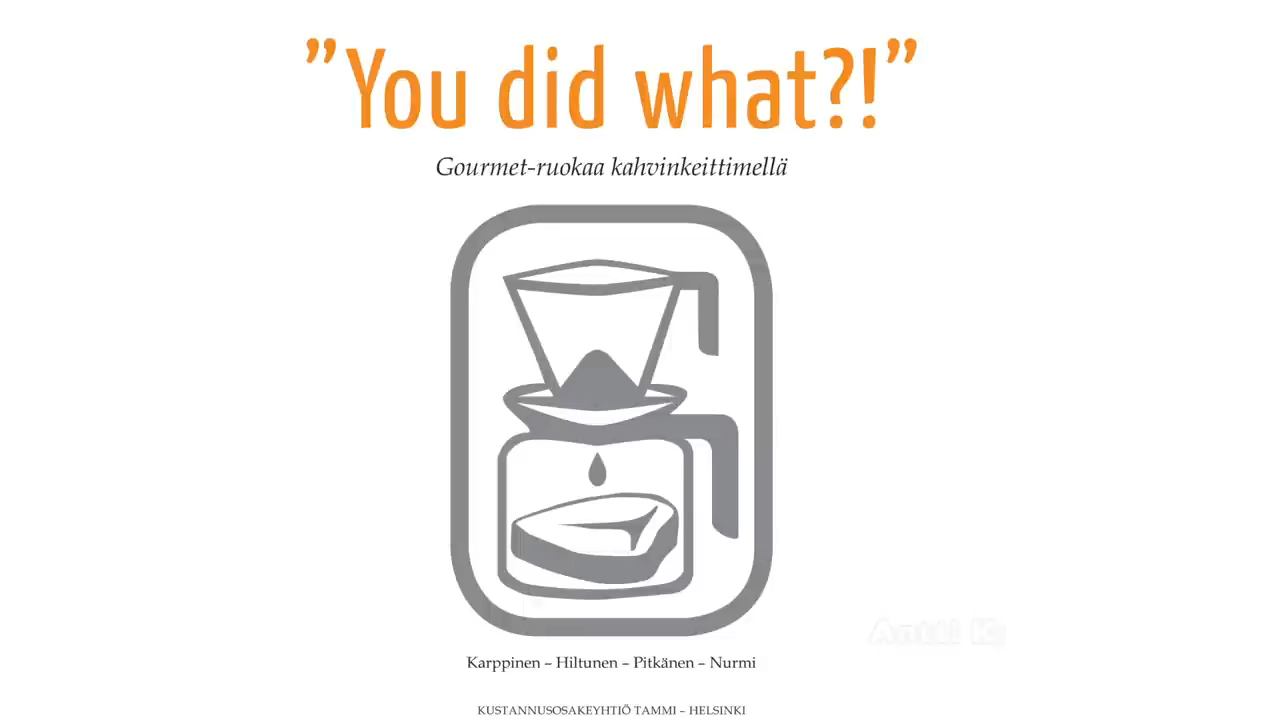 ”You did what?!”
Gourmet-ruokaa kahvinkeittimellä
Karppinen – Hiltunen – Pitkänen – Nurmi
KUSTANNUSOSAKEYHTIÖ TAMMI – HELSINKI